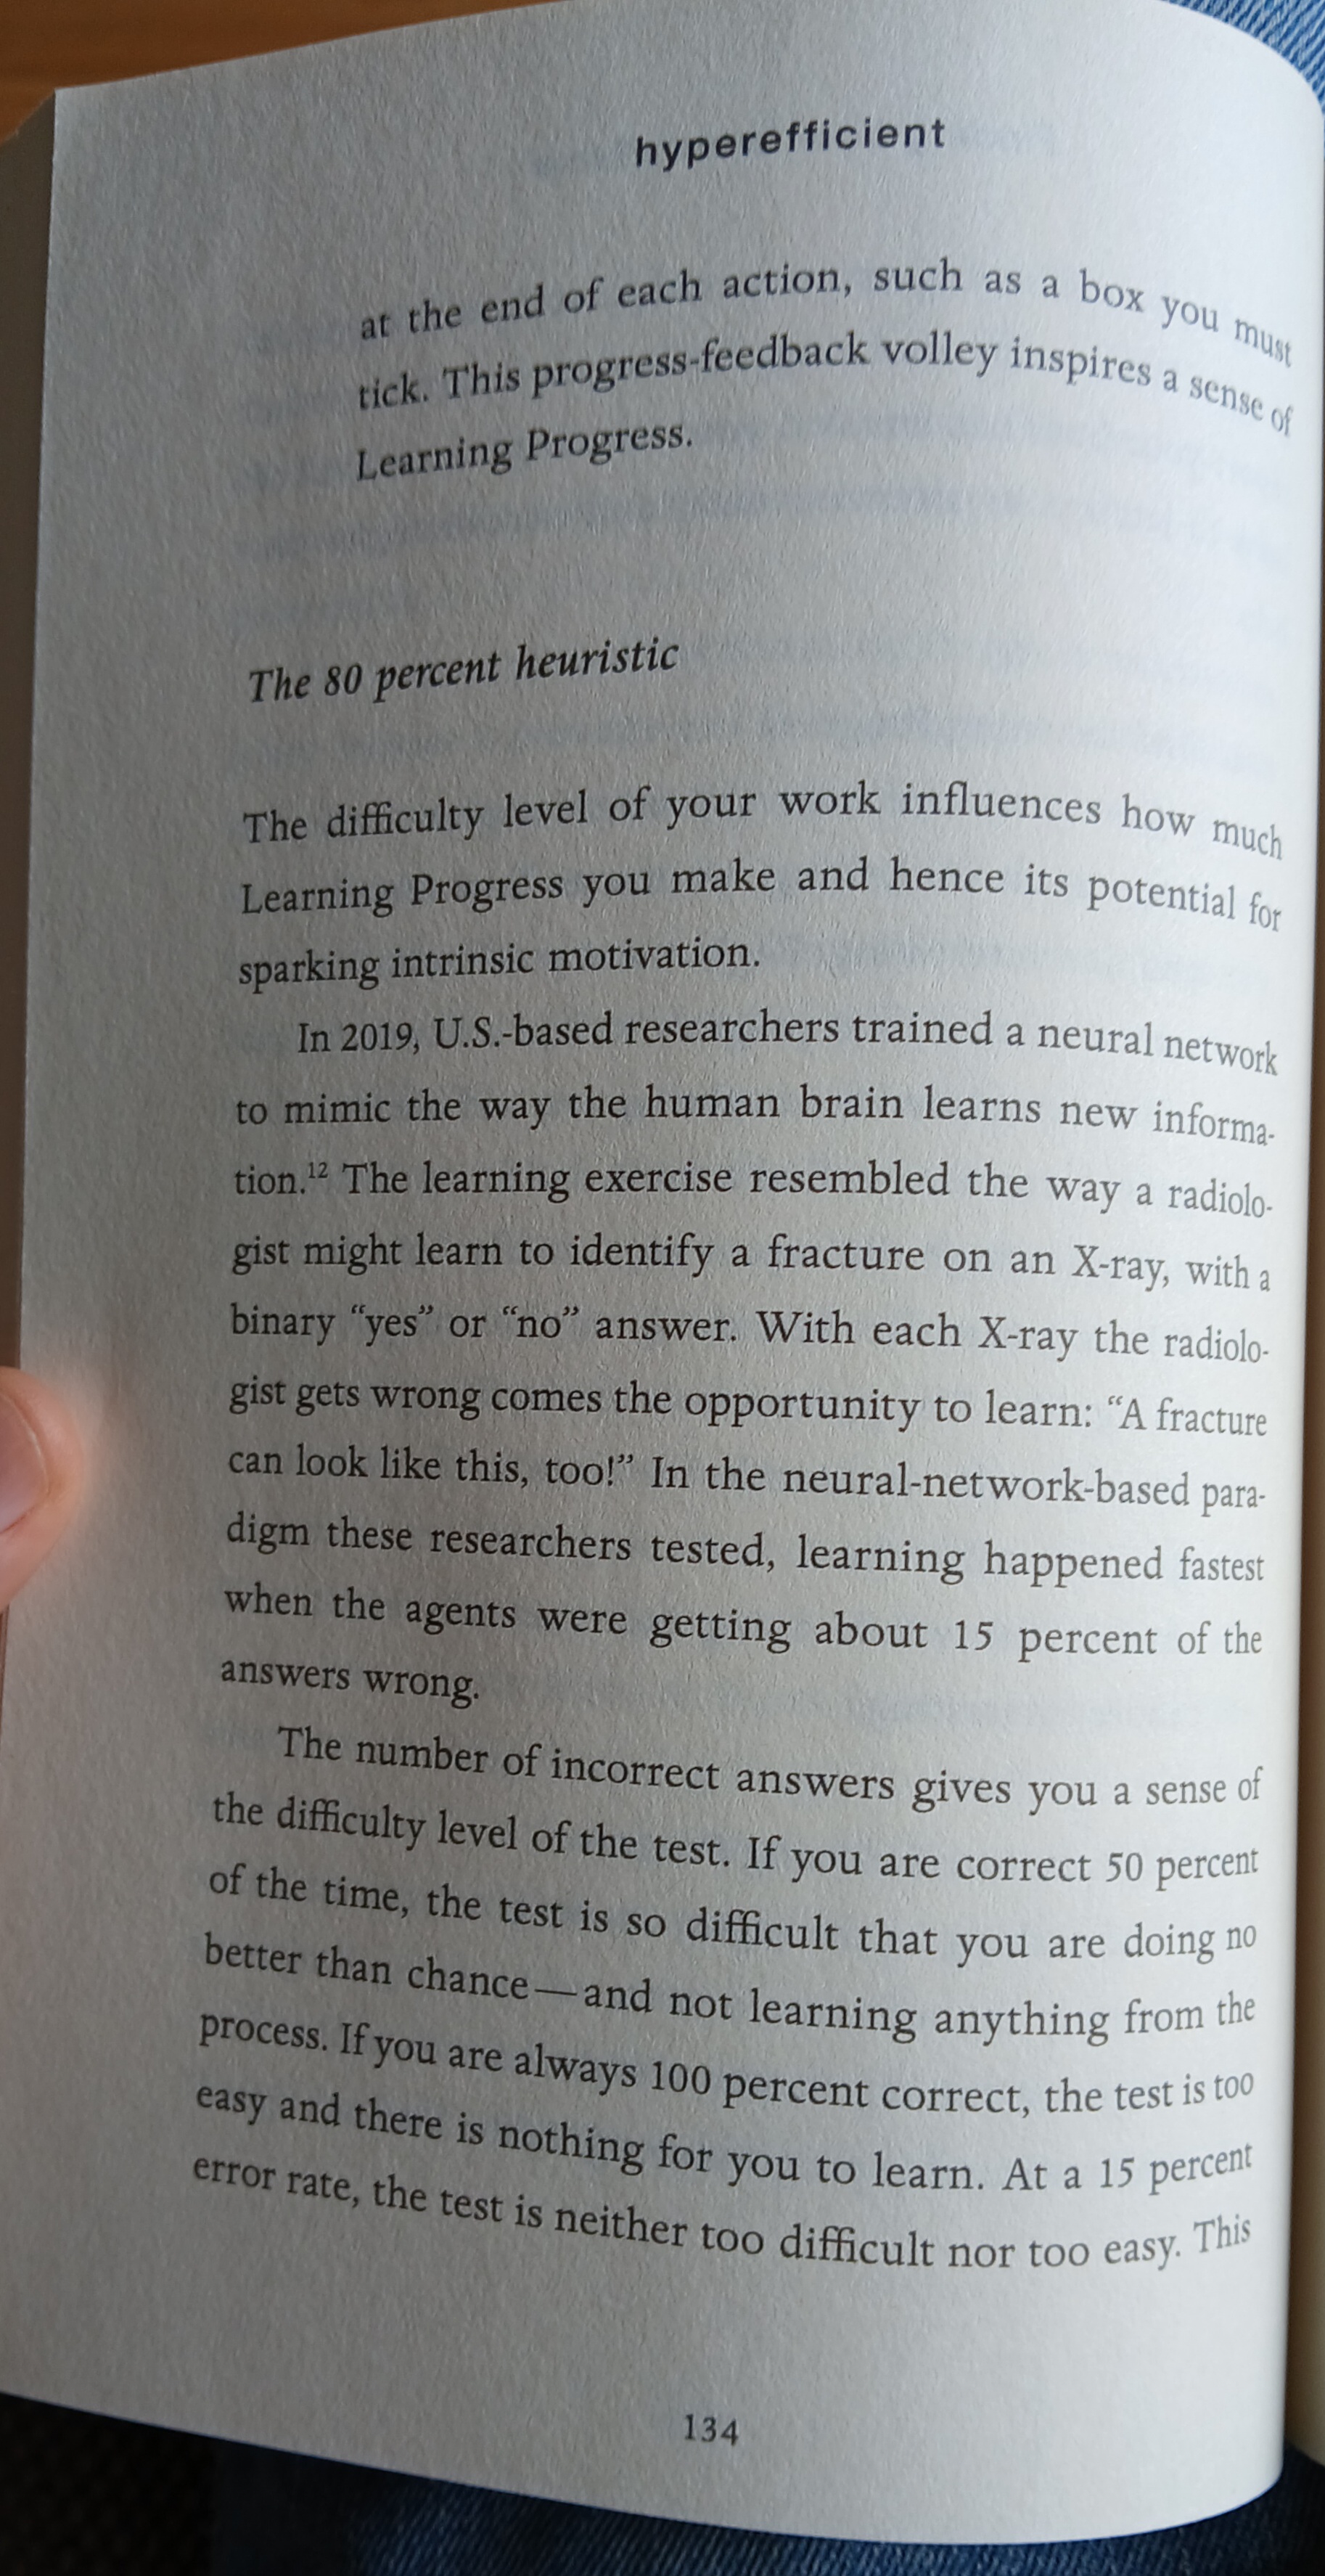 hyperefficient
at the end of each action, such as a box you must
tick. This progress-feedback volley inspires a sense of
Learning Progress.
The 80 percent heuristic
The difficulty level of your work influences how much
Learning Progress you make and hence its potential for
sparking intrinsic motivation.
In 2019, U.S.-based researchers trained a neural network
to mimic the way the human brain learns new informa-
tion.¹² The learning exercise resembled the way a radiolo-
gist might learn to identify a fracture on an X-ray, with a
binary “yes” or “no” answer. With each X-ray the radiolo-
gist gets wrong comes the opportunity to learn: “A fracture
can look like this, too!” In the neural-network-based para-
digm these researchers tested, learning happened fastest
when the agents were getting about 15 percent of the
answers wrong.
The number of incorrect answers gives you a sense of
the difficulty level of the test. If you are correct 50 percent
of the time, the test is so difficult that you are doing no
better than chance—and not learning anything from the
process. If you are always 100 percent correct, the test is too
easy and there is nothing for you to learn. At a 15 percent
error rate, the test is neither too difficult nor too easy. This
134